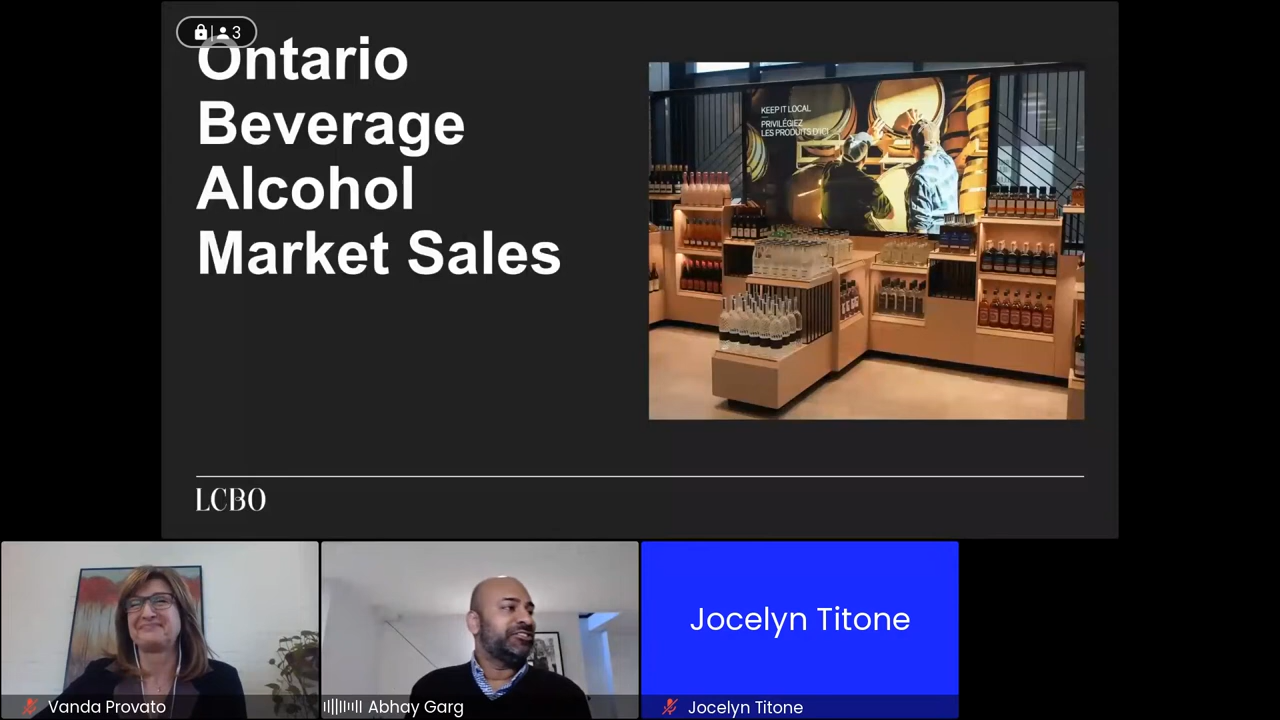 3
Ontario
Beverage
Alcohol
Market Sales
KEEP IT LOCAL
PRIVILÉGIEZ
LES PRODUITS D'ICI
LCBO
Jocelyn Titone
Vanda Provato
Abhay Garg
Jocelyn Titone